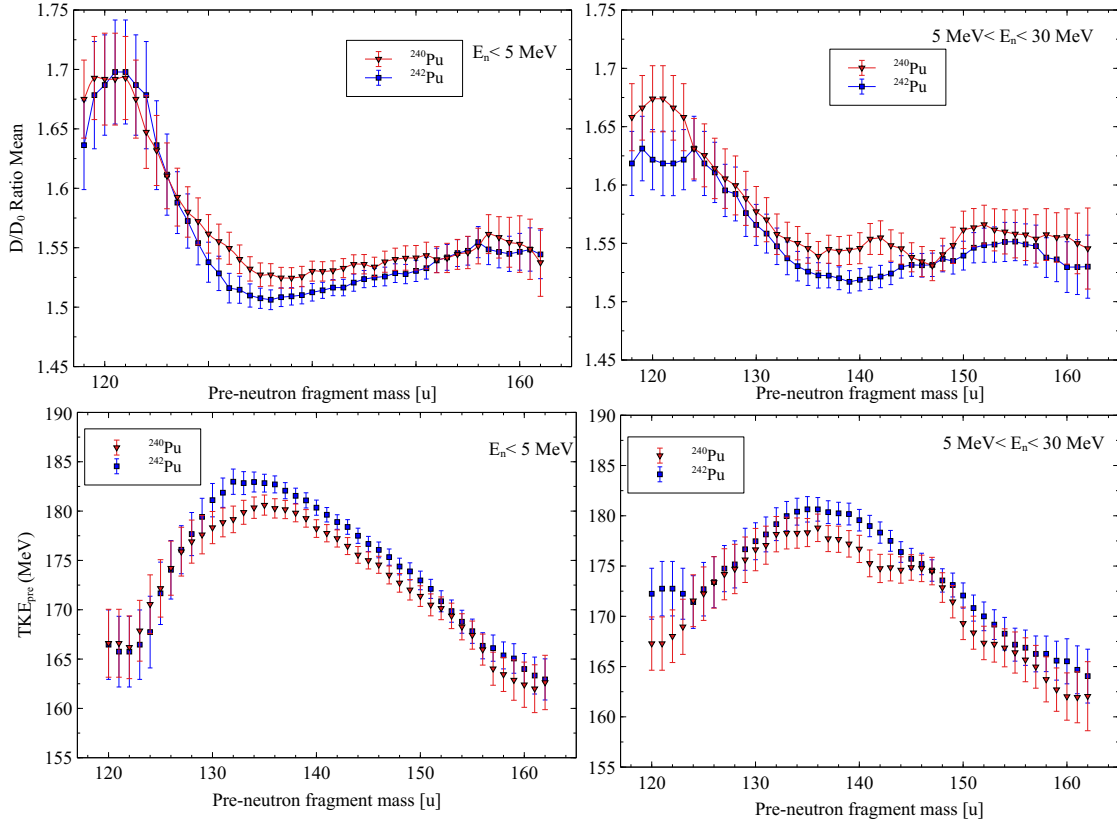 1.75
1.7
1.65
1.6
1.55
1.5
1.45
D/D₀ Ratio Mean
²⁴⁰Pu
²⁴²Pu
Eₙ< 5 MeV
120
160
Pre-neutron fragment mass [u]
1.75
1.7
1.65
1.6
1.55
1.5
1.45
5 MeV< Eₙ< 30 MeV
²⁴⁰Pu
²⁴²Pu
120
130
140
150
160
Pre-neutron fragment mass [u]
190
185
180
175
170
165
160
155
TKEₚᵣₑ (MeV)
²⁴⁰Pu
²⁴²Pu
Eₙ< 5 MeV
120
130
140
150
160
Pre-neutron fragment mass [u]
190
185
180
175
170
165
160
155
²⁴⁰Pu
²⁴²Pu
5 MeV< Eₙ< 30 MeV
120
130
140
150
160
Pre-neutron fragment mass [u]